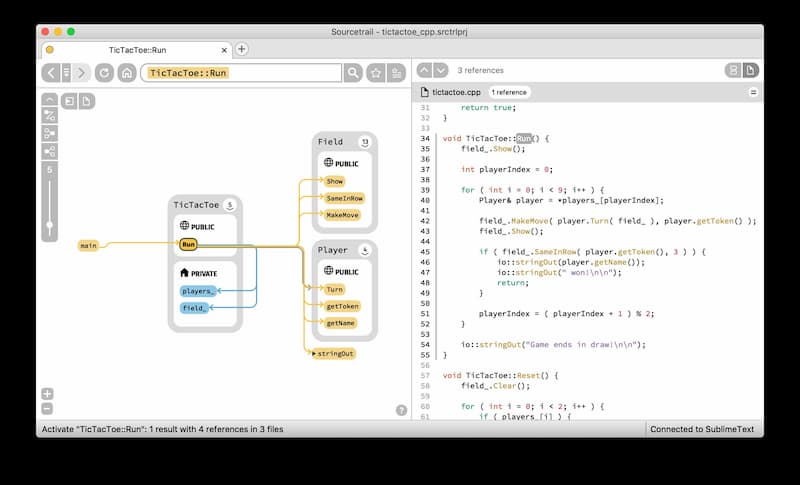 Sourcetrail - tictactoe_cpp.srctrlprj
TicTacToe::Run
TicTacToe::Run
5
main
TicTacToe 5
PUBLIC
Run
PRIVATE
players_
field_
Field 13
PUBLIC
Show
SameInRow
MakeMove
Player 4
PUBLIC
Turn
getToken
getName
stringOut
?
3 references
tictactoe.cpp 1 reference
31 return true;
32 }
33
34 void TicTacToe::Run() {
35 field_.Show();
36
37 int playerIndex = 0;
38
39 for ( int i = 0; i < 9; i++ ) {
40 Player& player = *players_[playerIndex];
41
42 field_.MakeMove( player.Turn( field_ ), player.getToken() );
43 field_.Show();
44
45 if ( field_.SameInRow( player.getToken(), 3 ) ) {
46 io::stringOut(player.getName());
47 io::stringOut(" won!\n\n");
48 return;
49 }
50
51 playerIndex = ( playerIndex + 1 ) % 2;
52 }
53
54 io::stringOut("Game ends in draw!\n\n");
55 }
56
57 void TicTacToe::Reset() {
58 field_.Clear();
59
60 for ( int i = 0; i < 2; i++ ) {
61 if ( players_[i] ) {
Activate "TicTacToe::Run": 1 result with 4 references in 3 files
Connected to SublimeText